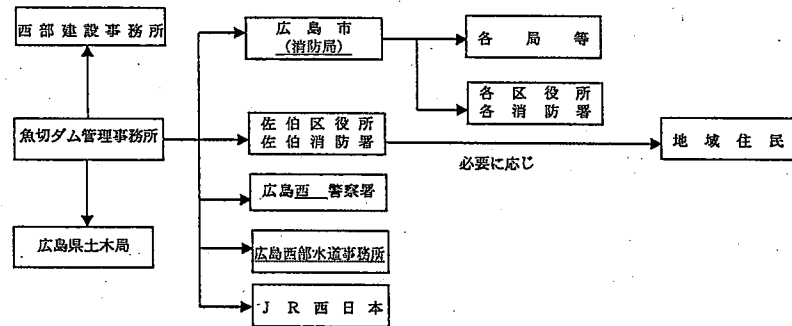 西部建設事務所
広島市
(消防局)
各局等
各区役所
各消防署
魚切ダム管理事務所
佐伯区役所
佐伯消防署
必要に応じ
地域住民
広島西 警察署
広島県土木局
広島西部水道事務所
JR西日本